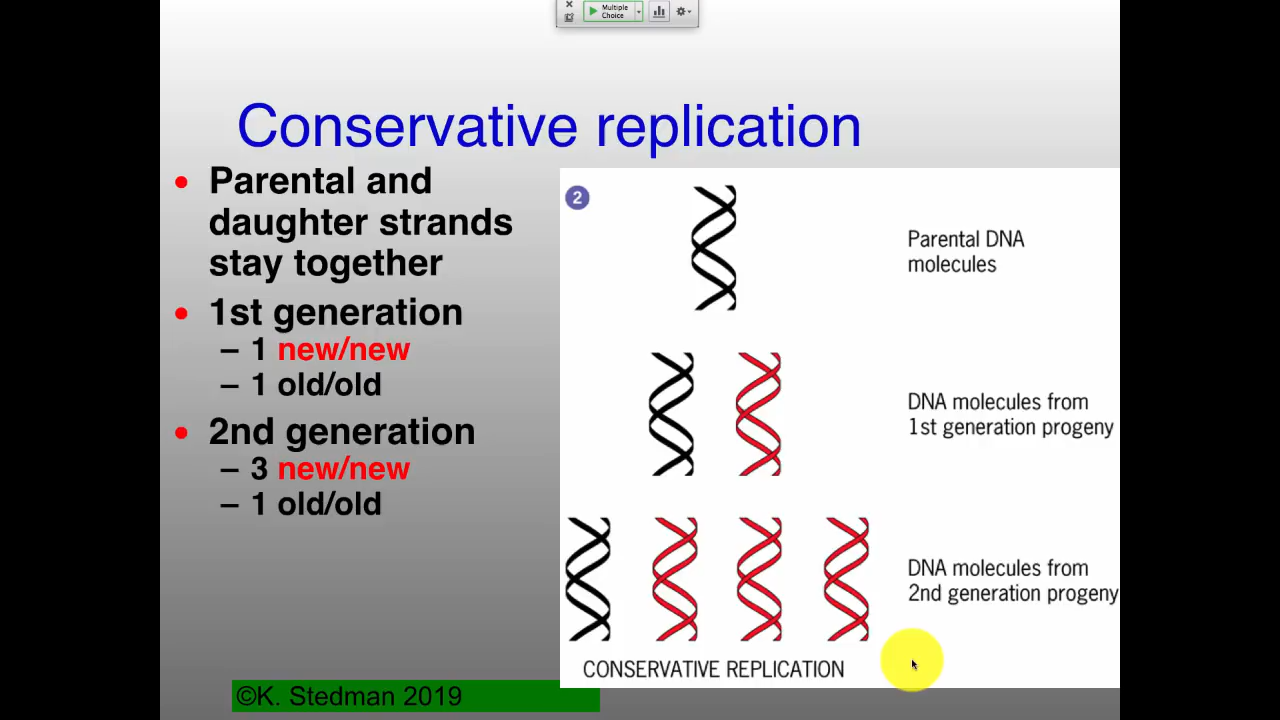 Multiple
Choice
Conservative replication
• Parental and
daughter strands
stay together
• 1st generation
– 1 new/new
– 1 old/old
• 2nd generation
– 3 new/new
– 1 old/old
2
Parental DNA
molecules
DNA molecules from
1st generation progeny
DNA molecules from
2nd generation progeny
CONSERVATIVE REPLICATION
©K. Stedman 2019